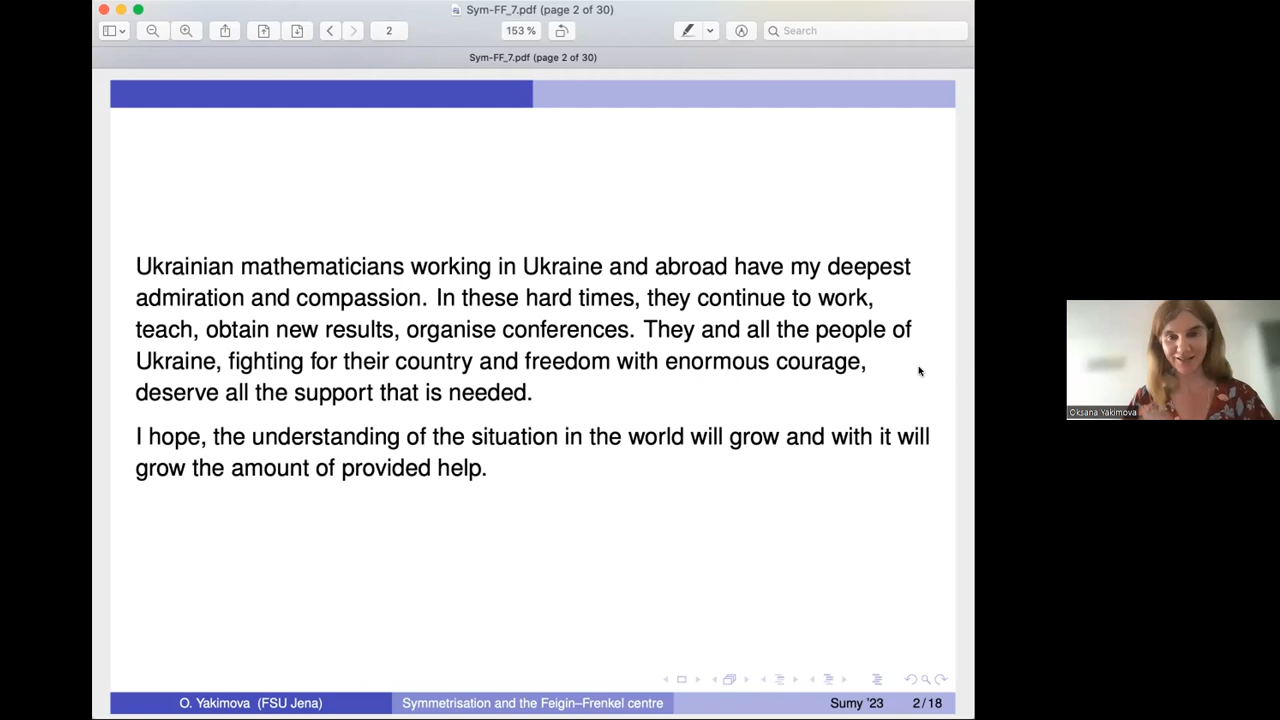 Sym-FF_7.pdf (page 2 of 30)
2
153 %
Search
Sym-FF_7.pdf (page 2 of 30)
Ukrainian mathematicians working in Ukraine and abroad have my deepest
admiration and compassion. In these hard times, they continue to work,
teach, obtain new results, organise conferences. They and all the people of
Ukraine, fighting for their country and freedom with enormous courage,
deserve all the support that is needed.
I hope, the understanding of the situation in the world will grow and with it will
grow the amount of provided help.
Oksana Yakimova
O. Yakimova (FSU Jena)
Symmetrisation and the Feigin–Frenkel centre
Sumy '23
2 / 18